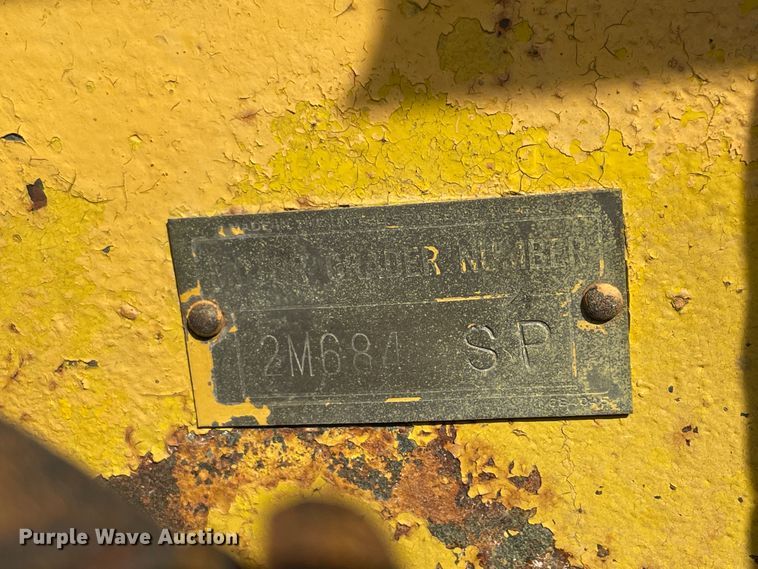 GRADER NUMBER
2M684 SP
Purple Wave Auction